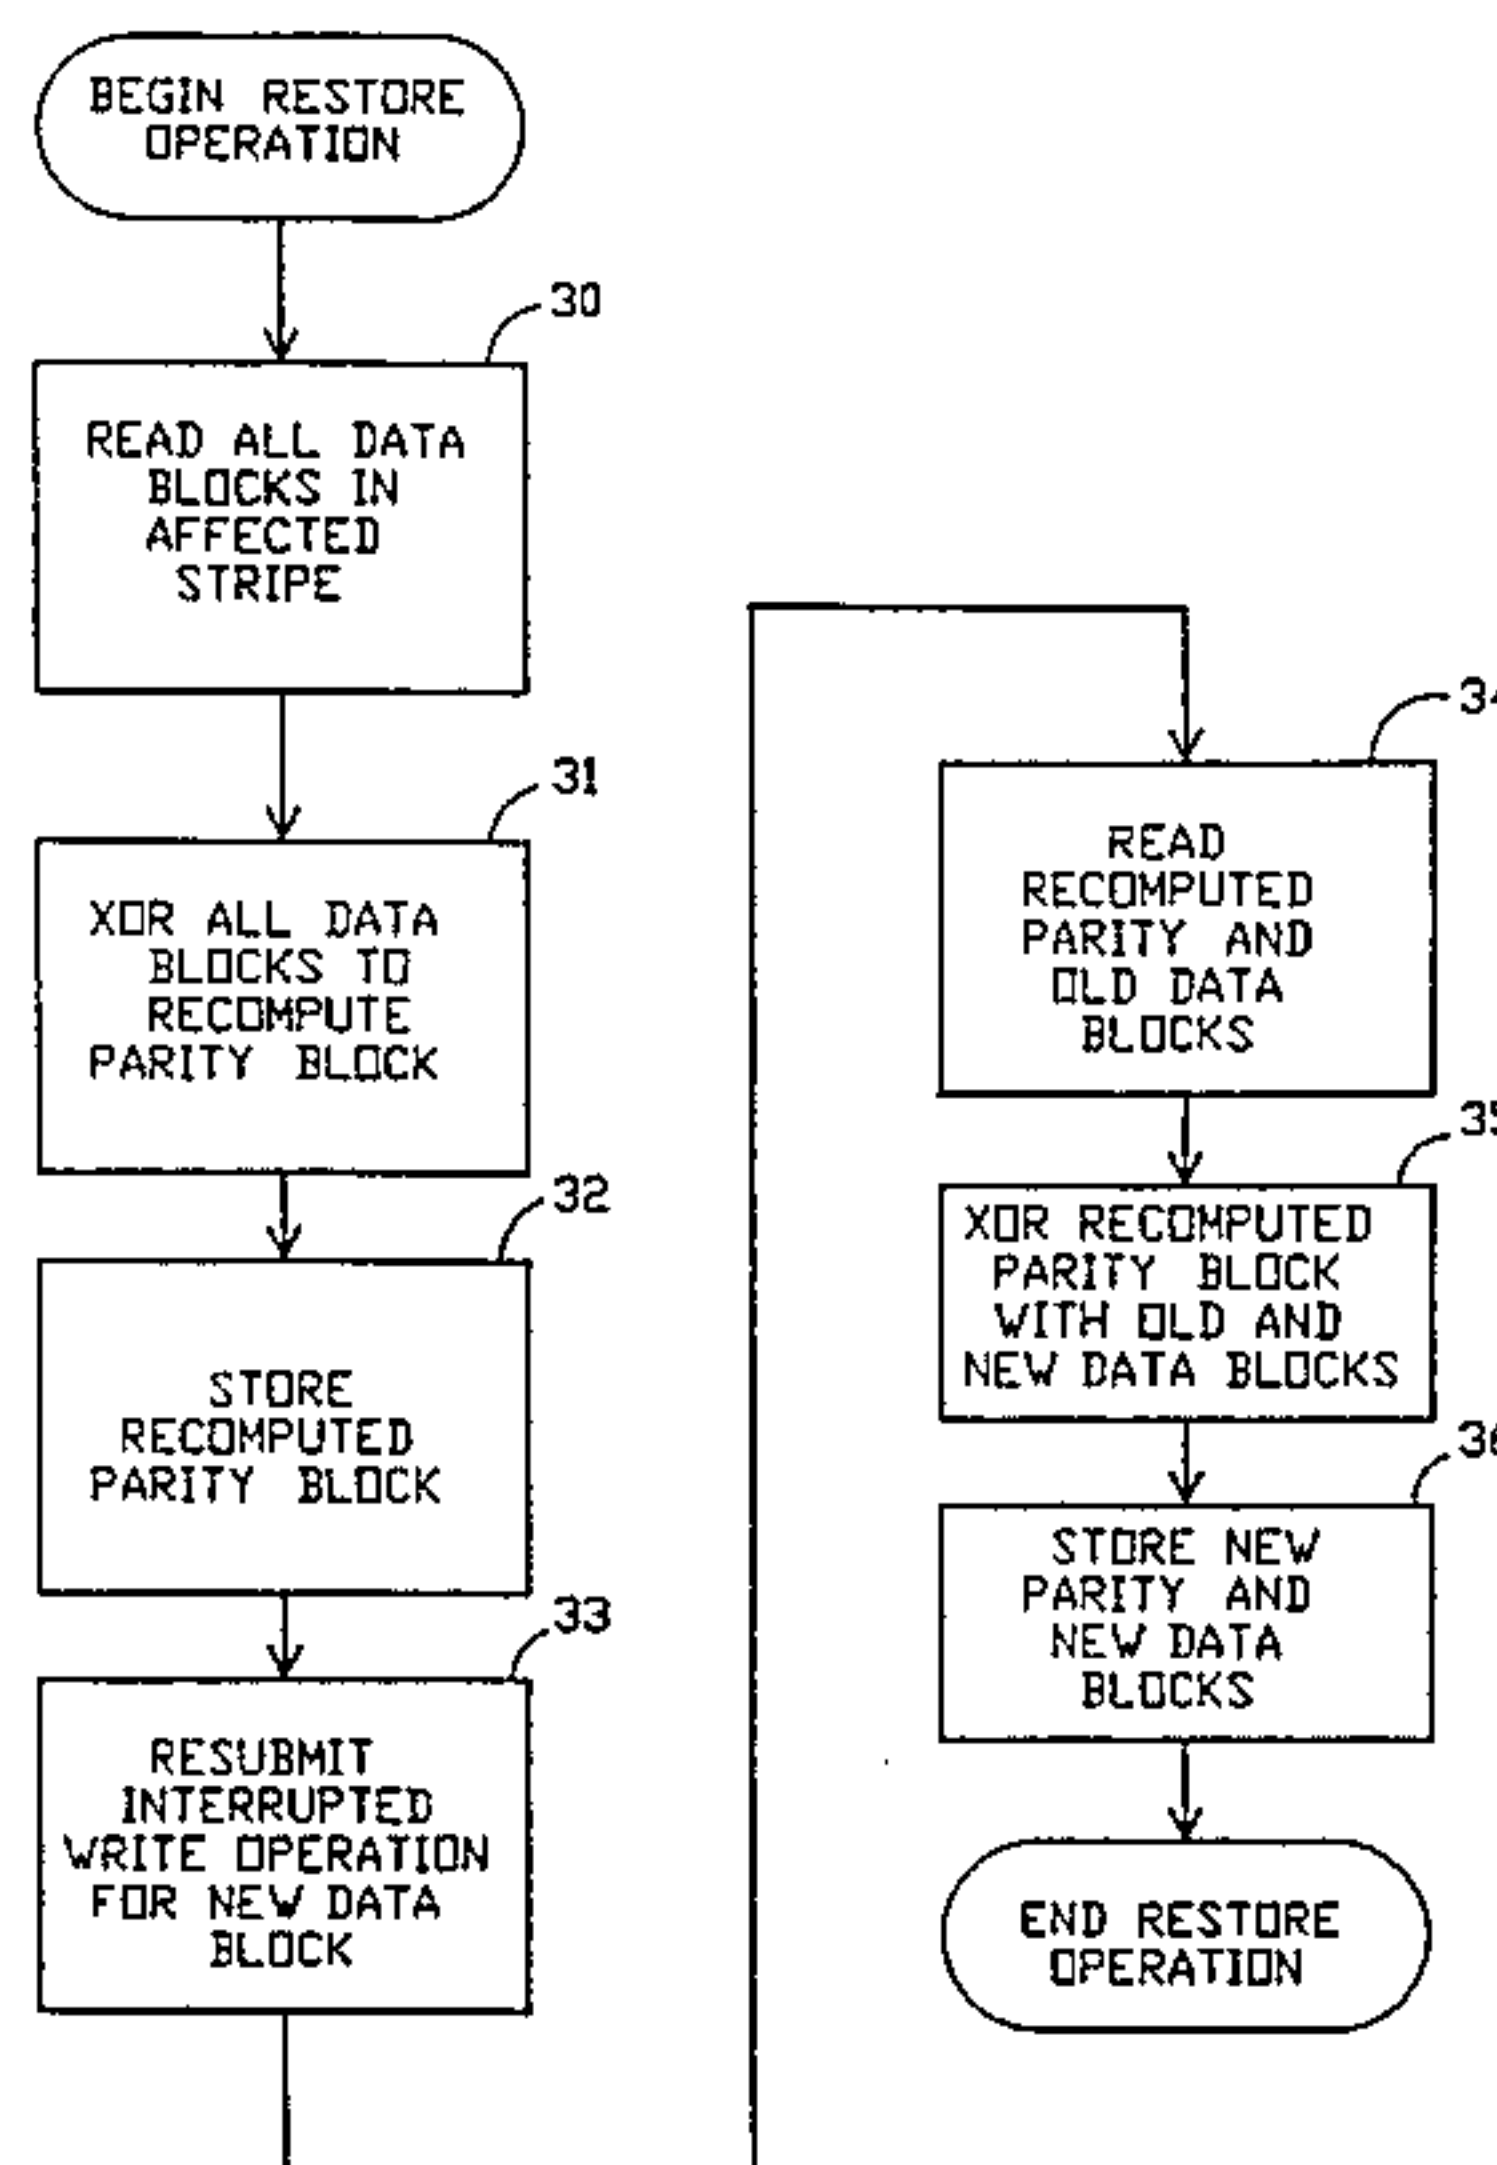 BEGIN RESTORE
OPERATION
30
READ ALL DATA
BLOCKS IN
AFFECTED
STRIPE
31
XOR ALL DATA
BLOCKS TO
RECOMPUTE
PARITY BLOCK
32
STORE
RECOMPUTED
PARITY BLOCK
33
RESUBMIT
INTERRUPTED
WRITE OPERATION
FOR NEW DATA
BLOCK
34
READ
RECOMPUTED
PARITY AND
OLD DATA
BLOCKS
35
XOR RECOMPUTED
PARITY BLOCK
WITH OLD AND
NEW DATA BLOCKS
36
STORE NEW
PARITY AND
NEW DATA
BLOCKS
END RESTORE
OPERATION